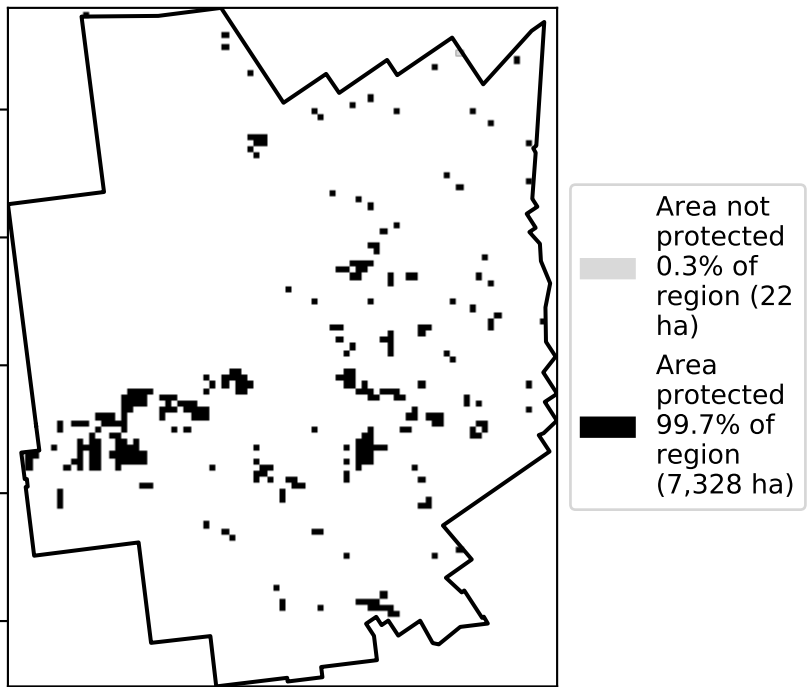 Area not
protected
0.3% of
region (22
ha)
Area
protected
99.7% of
region
(7,328 ha)